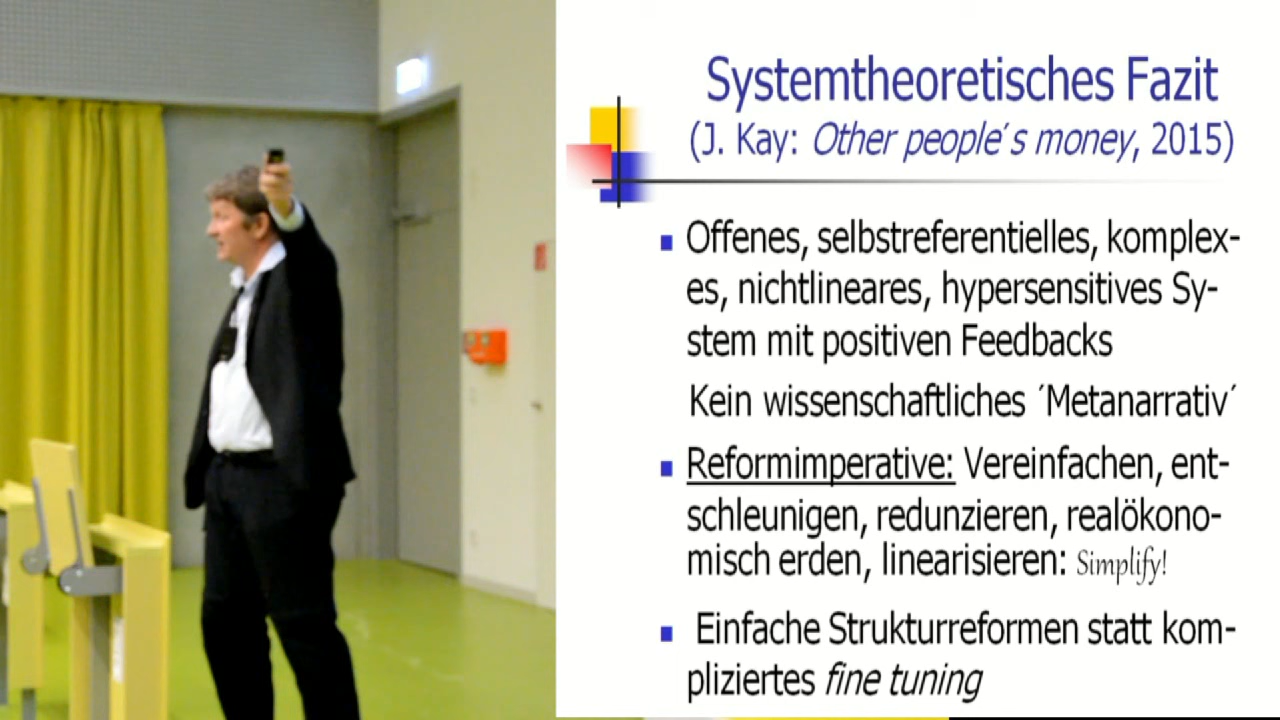 Systemtheoretisches Fazit
(J. Kay: Other people´s money, 2015)
Offenes, selbstreferentielles, komplex-
es, nichtlineares, hypersensitives Sy-
stem mit positiven Feedbacks
Kein wissenschaftliches ´Metanarrativ´
Reformimperative: Vereinfachen, ent-
schleunigen, redunzieren, realökono-
misch erden, linearisieren: Simplify!
Einfache Strukturreformen statt kom-
pliziertes fine tuning